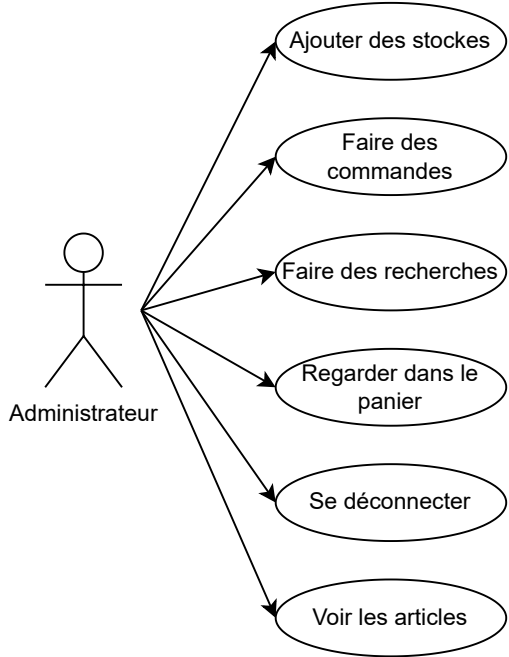 Ajouter des stockes
Faire des
commandes
Faire des recherches
Administrateur
Regarder dans le
panier
Se déconnecter
Voir les articles